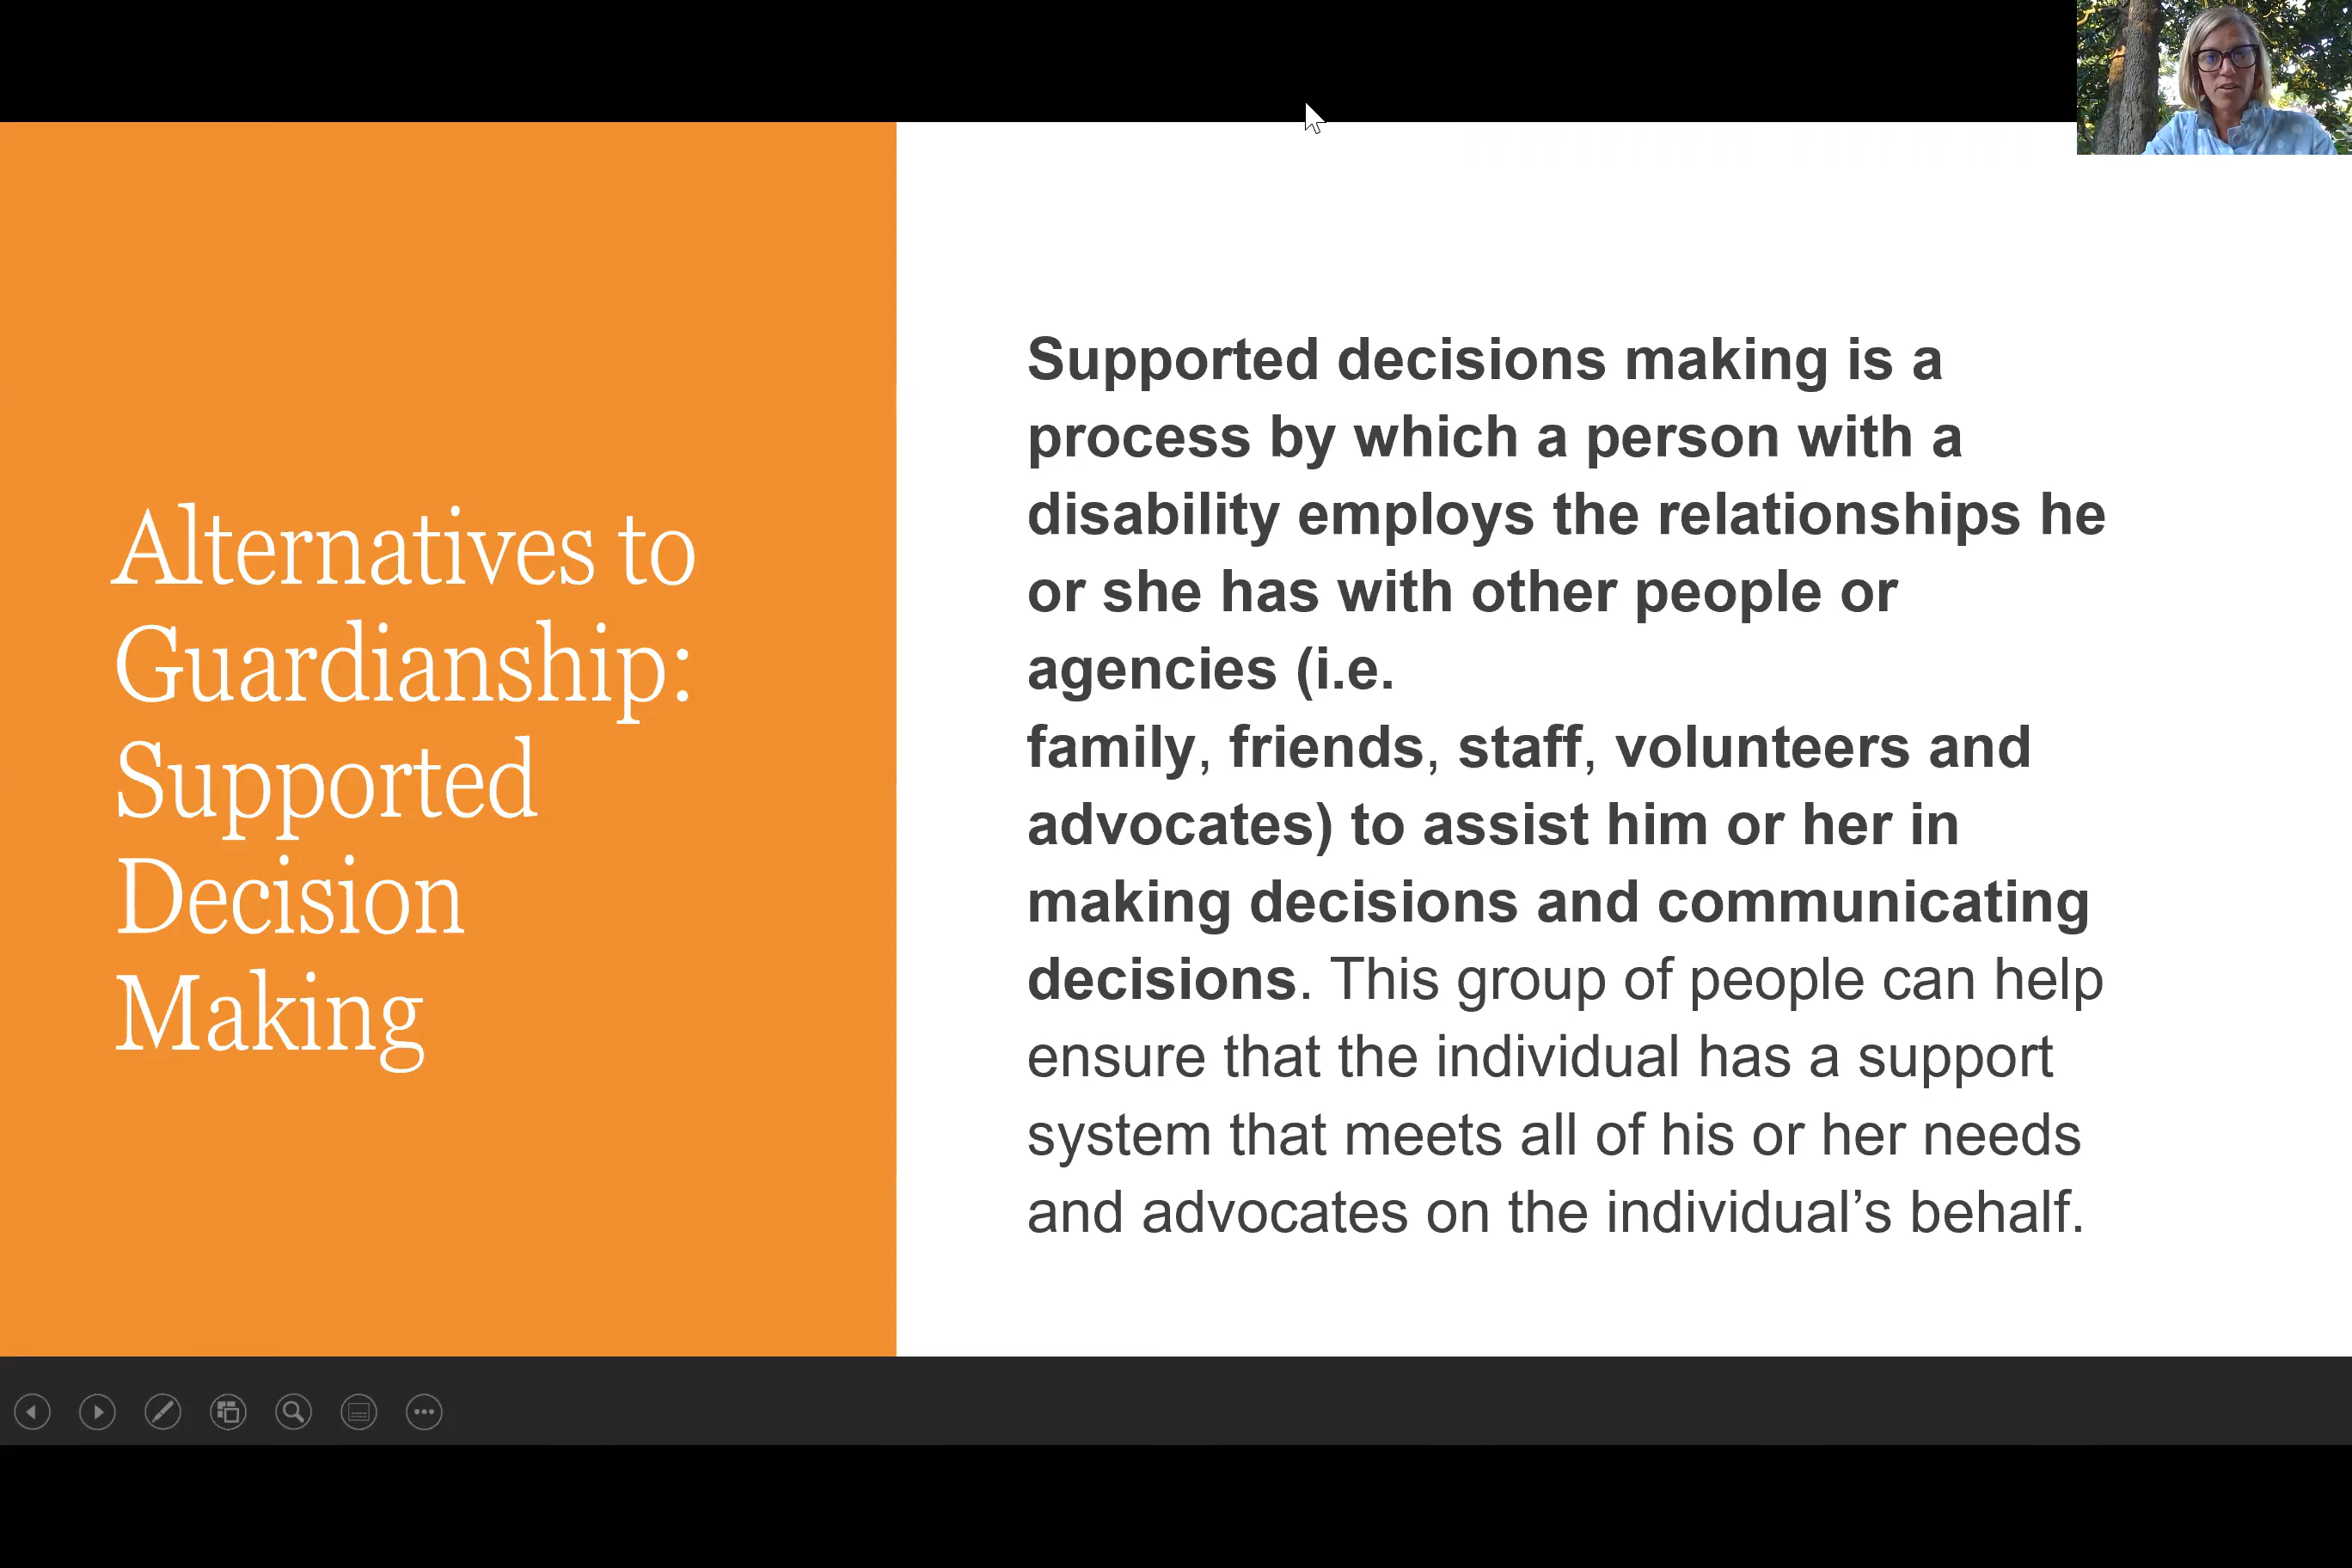 Alternatives to
Guardianship:
Supported
Decision
Making
Supported decisions making is a
process by which a person with a
disability employs the relationships he
or she has with other people or
agencies (i.e.
family, friends, staff, volunteers and
advocates) to assist him or her in
making decisions and communicating
decisions. This group of people can help
ensure that the individual has a support
system that meets all of his or her needs
and advocates on the individual’s behalf.